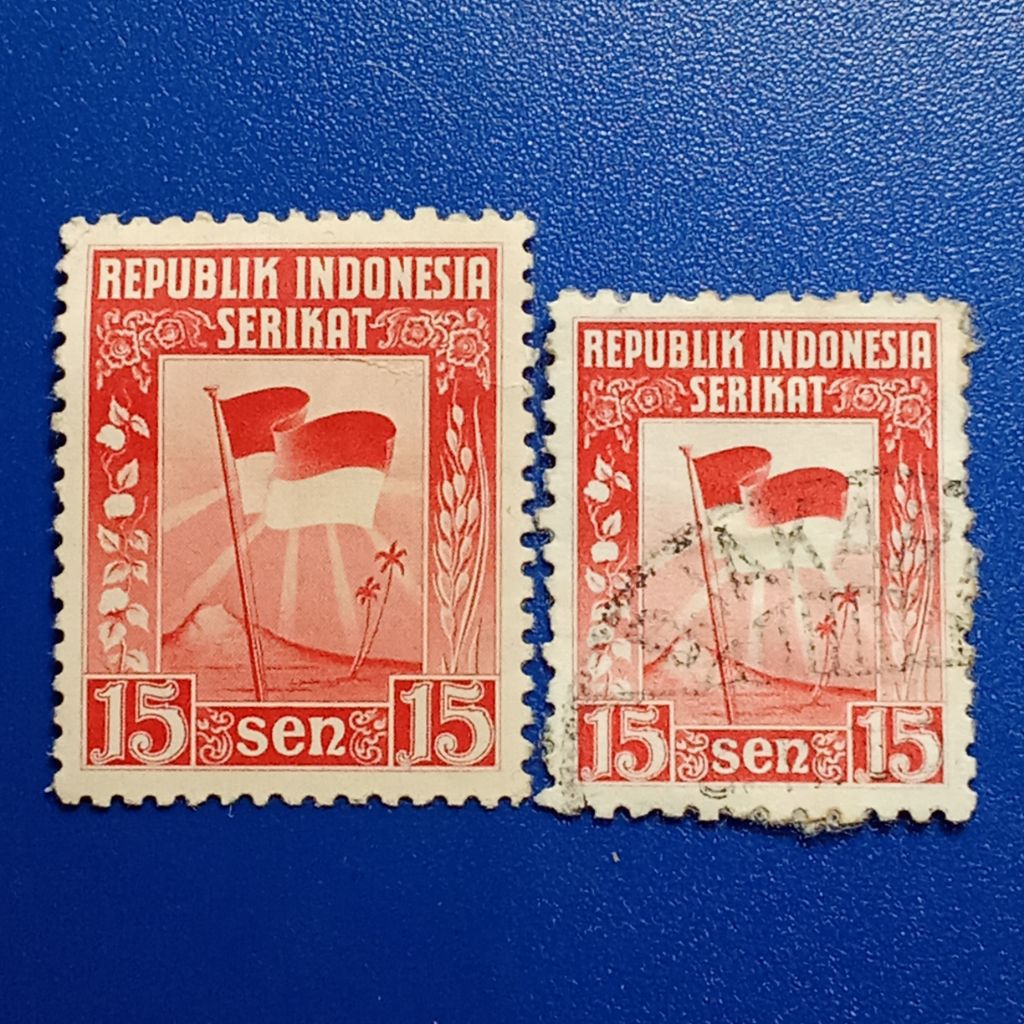 REPUBLIK INDONESIA
SERIKAT
15 sen 15
REPUBLIK INDONESIA
SERIKAT
15 sen 15